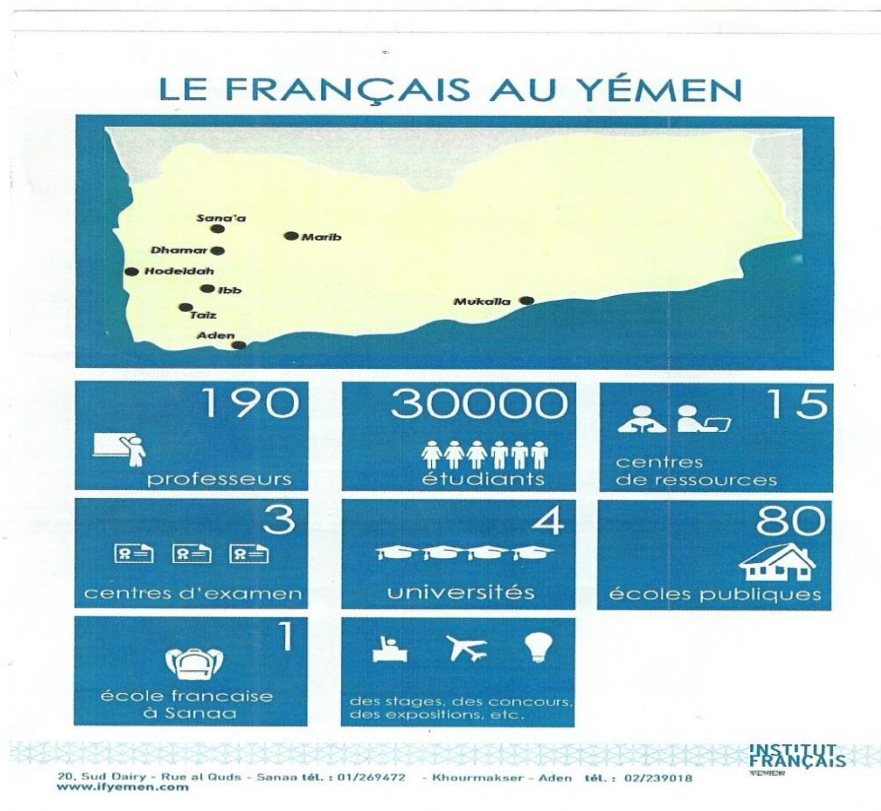 LE FRANÇAIS AU YÉMEN
Sana'a
Marib
Dhamar
Hodeidah
Ibb
Mukalla
Taïz
Aden
190
professeurs
30000
étudiants
15
centres
de ressources
3
centres d'examen
4
universités
80
écoles publiques
1
école francaise
à Sanaa
des stages, des concours,
des expositions, etc.
INSTITUT
FRANÇAIS
YEMEN
20, Sud Dairy - Rue al Quds - Sanaa tél. : 01/269472 - Khourmakser - Aden tél. : 02/239018
www.ifyemen.com